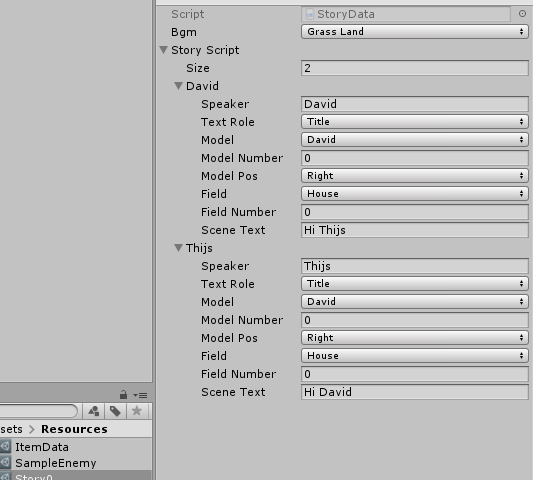 Script StoryData
Bgm Grass Land
Story Script
Size 2
David
Speaker David
Text Role Title
Model David
Model Number 0
Model Pos Right
Field House
Field Number 0
Scene Text Hi Thijs
Thijs
Speaker Thijs
Text Role Title
Model David
Model Number 0
Model Pos Right
Field House
Field Number 0
Scene Text Hi David
sets > Resources
ItemData
SampleEnemy
Story0